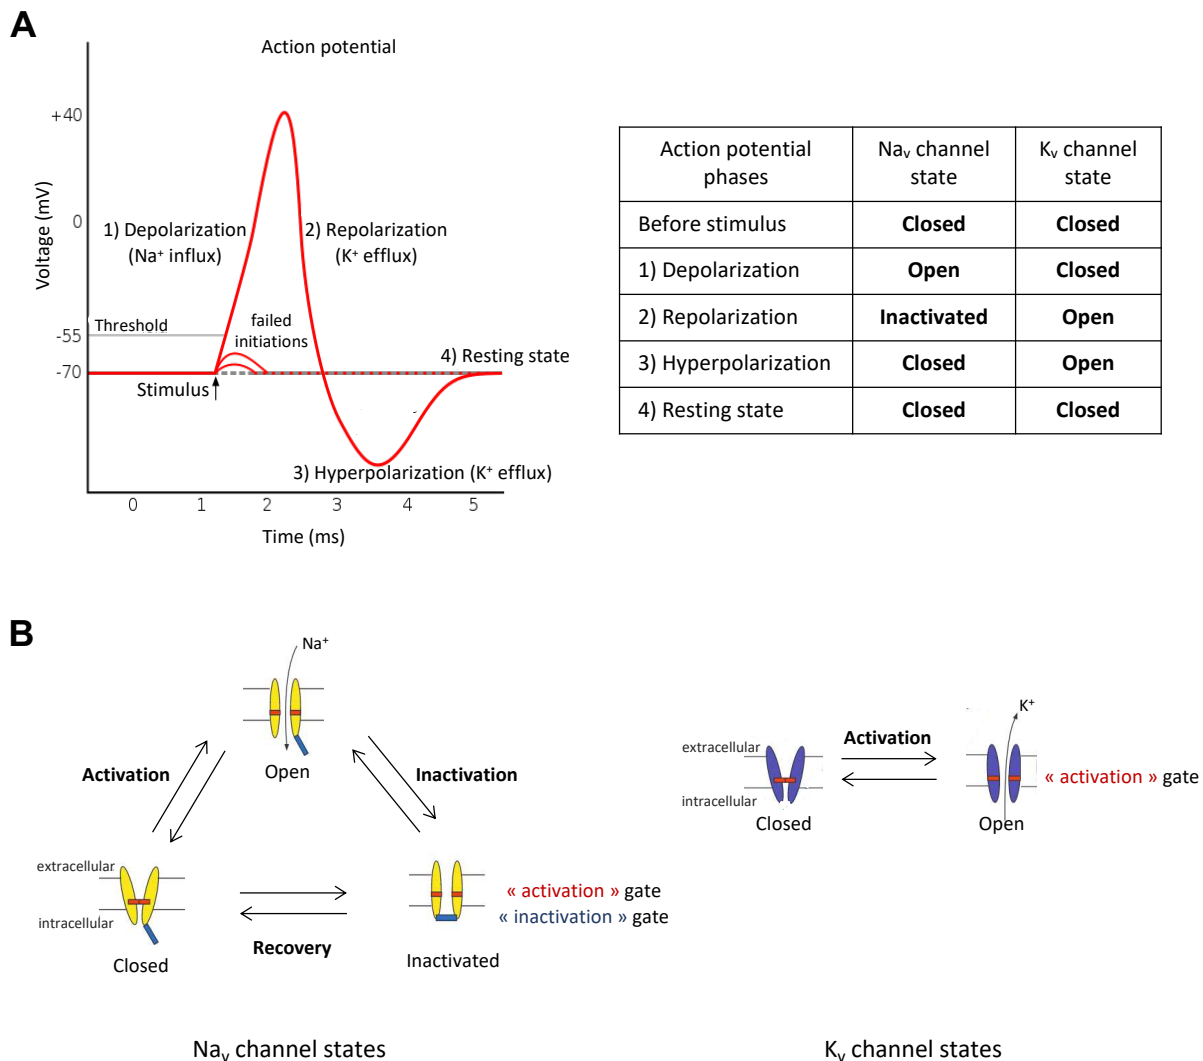 A
Action potential
+40
0
-55
-70
Voltage (mV)
1) Depolarization
(Na⁺ influx)
2) Repolarization
(K⁺ efflux)
Threshold
failed
initiations
4) Resting state
Stimulus
3) Hyperpolarization (K⁺ efflux)
0 1 2 3 4 5
Time (ms)
Action potential phases Naᵥ channel state Kᵥ channel state
Before stimulus Closed Closed
1) Depolarization Open Closed
2) Repolarization Inactivated Open
3) Hyperpolarization Closed Open
4) Resting state Closed Closed
B
Na⁺
Open
Activation
Inactivation
extracellular
intracellular
Closed
Recovery
Inactivated
« activation » gate
« inactivation » gate
Naᵥ channel states
K⁺
Activation
extracellular
intracellular
Closed
Open
« activation » gate
Kᵥ channel states